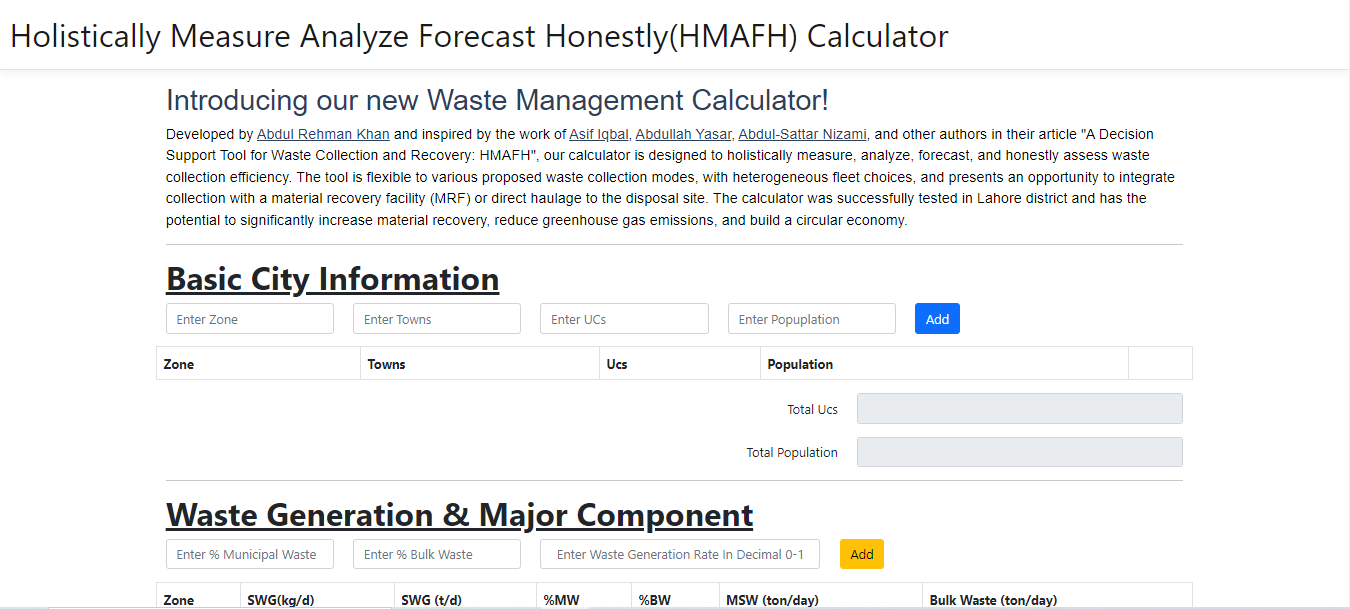 Holistically Measure Analyze Forecast Honestly(HMAFH) Calculator
Introducing our new Waste Management Calculator!
Developed by Abdul Rehman Khan and inspired by the work of Asif Iqbal, Abdullah Yasar, Abdul-Sattar Nizami, and other authors in their article "A Decision
Support Tool for Waste Collection and Recovery: HMAFH", our calculator is designed to holistically measure, analyze, forecast, and honestly assess waste
collection efficiency. The tool is flexible to various proposed waste collection modes, with heterogeneous fleet choices, and presents an opportunity to integrate
collection with a material recovery facility (MRF) or direct haulage to the disposal site. The calculator was successfully tested in Lahore district and has the
potential to significantly increase material recovery, reduce greenhouse gas emissions, and build a circular economy.
Basic City Information
Enter Zone Enter Towns Enter UCs Enter Popuplation Add
Zone Towns Ucs Population
Total Ucs
Total Population
Waste Generation & Major Component
Enter % Municipal Waste Enter % Bulk Waste Enter Waste Generation Rate In Decimal 0-1 Add
Zone SWG(kg/d) SWG (t/d) %MW %BW MSW (ton/day) Bulk Waste (ton/day)